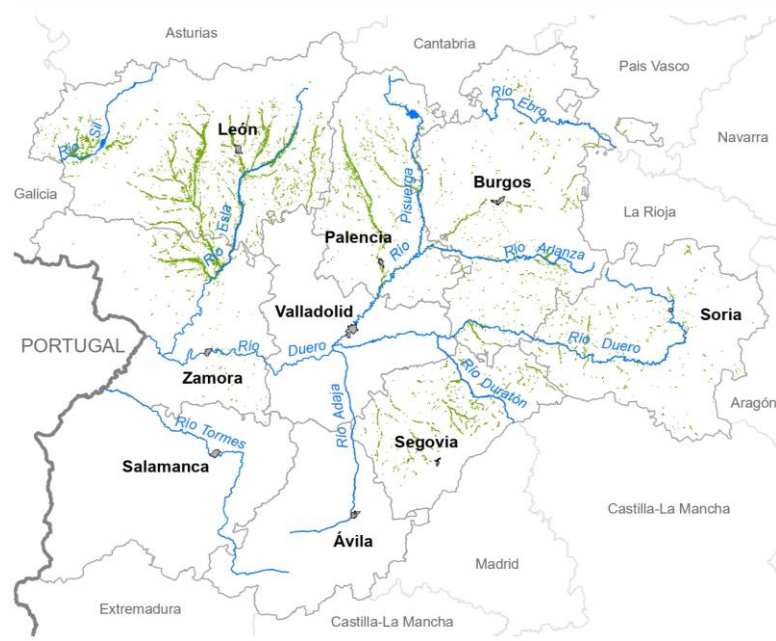 Asturias
Cantabria
Pais Vasco
Navarra
Río Ebro
Río Sil
León
Galicia
Burgos
La Rioja
Río Esla
Río Pisuerga
Palencia
Río Arlanza
Valladolid
Soria
PORTUGAL
Río Duero
Río Duero
Zamora
Río Duratón
Río Adaja
Aragón
Río Tormes
Segovia
Salamanca
Castilla-La Mancha
Ávila
Madrid
Extremadura
Castilla-La Mancha